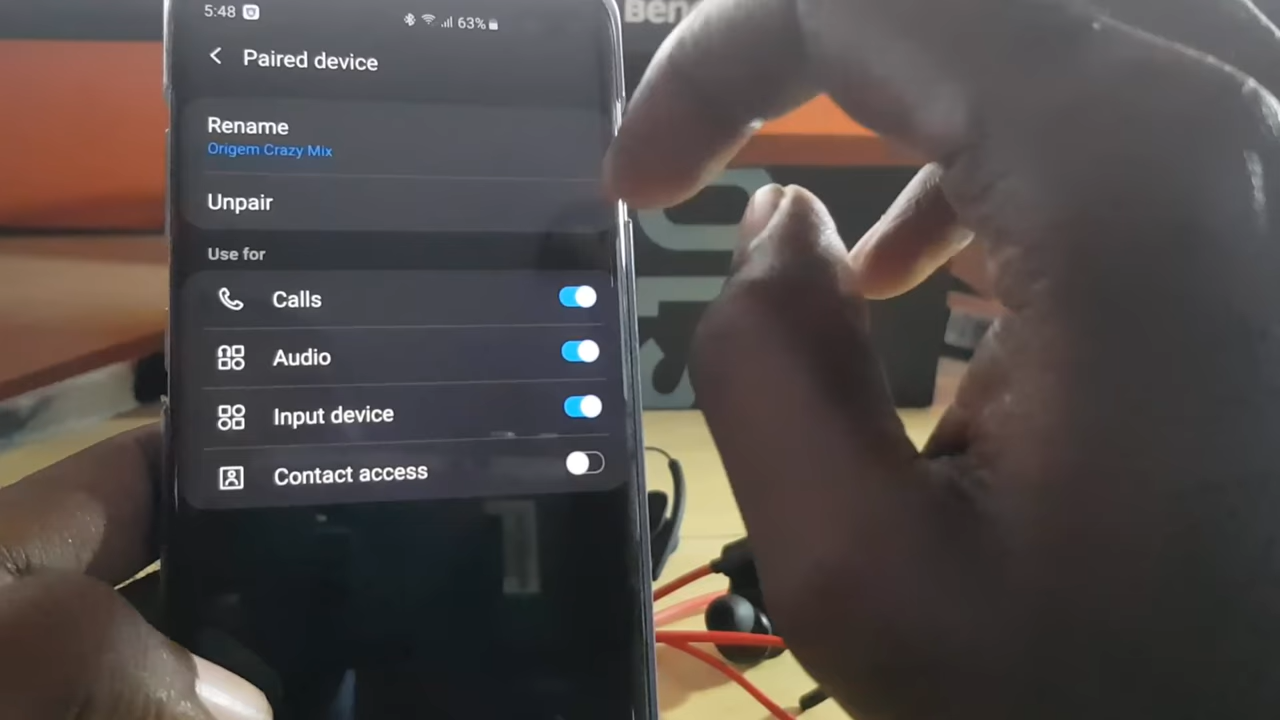 5:48
63%
Paired device
Rename
Origem Crazy Mix
Unpair
Use for
Calls
Audio
Input device
Contact access